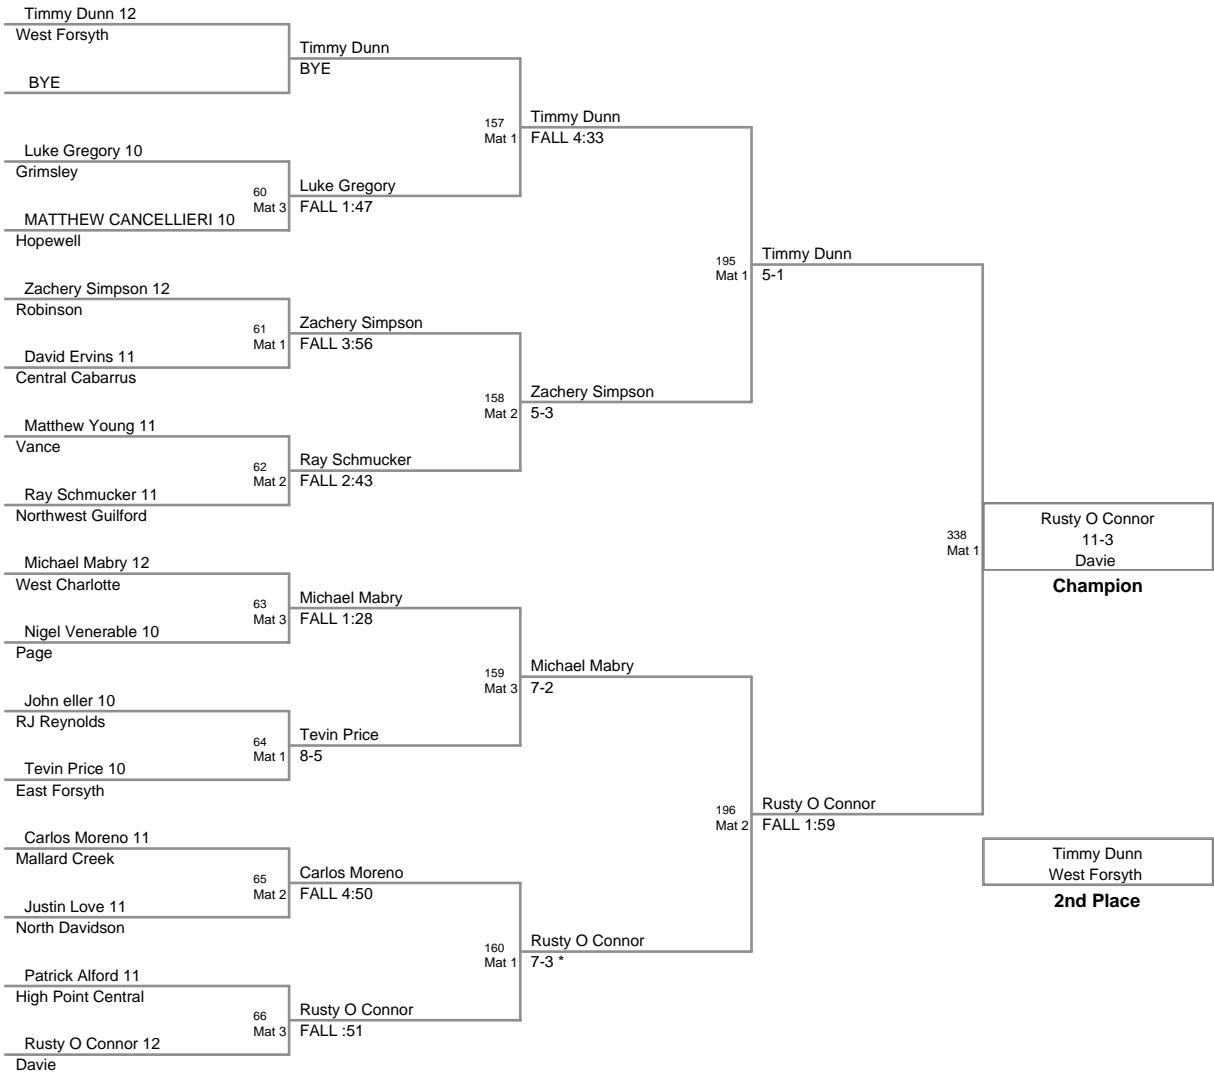 Timmy Dunn 12
West Forsyth
BYE
Timmy Dunn
BYE
Luke Gregory 10
Grimsley
MATTHEW CANCELLIERI 10
Hopewell
60
Mat 3
Luke Gregory
FALL 1:47
157
Mat 1
Timmy Dunn
FALL 4:33
Zachery Simpson 12
Robinson
David Ervins 11
Central Cabarrus
61
Mat 1
Zachery Simpson
FALL 3:56
Matthew Young 11
Vance
Ray Schmucker 11
Northwest Guilford
62
Mat 2
Ray Schmucker
FALL 2:43
158
Mat 2
Zachery Simpson
5-3
195
Mat 1
Timmy Dunn
5-1
Michael Mabry 12
West Charlotte
Nigel Venerable 10
Page
63
Mat 3
Michael Mabry
FALL 1:28
John eller 10
RJ Reynolds
Tevin Price 10
East Forsyth
64
Mat 1
Tevin Price
8-5
159
Mat 3
Michael Mabry
7-2
Carlos Moreno 11
Mallard Creek
Justin Love 11
North Davidson
65
Mat 2
Carlos Moreno
FALL 4:50
Patrick Alford 11
High Point Central
Rusty O Connor 12
Davie
66
Mat 3
Rusty O Connor
FALL :51
160
Mat 1
Rusty O Connor
7-3 *
196
Mat 2
Rusty O Connor
FALL 1:59
338
Mat 1
Rusty O Connor
11-3
Davie
Champion
Timmy Dunn
West Forsyth
2nd Place